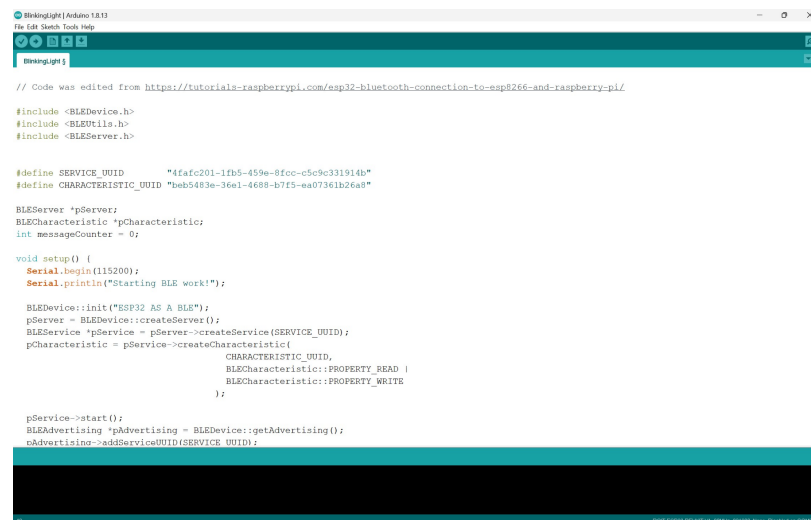 BlinkingLight | Arduino 1.8.13
File Edit Sketch Tools Help
BlinkingLight §
// Code was edited from https://tutorials-raspberrypi.com/esp32-bluetooth-connection-to-esp8266-and-raspberry-pi/
#include <BLEDevice.h>
#include <BLEUtils.h>
#include <BLEServer.h>
#define SERVICE_UUID        "4fafc201-1fb5-459e-8fcc-c5c9c331914b"
#define CHARACTERISTIC_UUID "beb5483e-36e1-4688-b7f5-ea07361b26a8"
BLEServer *pServer;
BLECharacteristic *pCharacteristic;
int messageCounter = 0;
void setup() {
  Serial.begin(115200);
  Serial.println("Starting BLE work!");
  BLEDevice::init("ESP32 AS A BLE");
  pServer = BLEDevice::createServer();
  BLEService *pService = pServer->createService(SERVICE_UUID);
  pCharacteristic = pService->createCharacteristic(
                                         CHARACTERISTIC_UUID,
                                         BLECharacteristic::PROPERTY_READ |
                                         BLECharacteristic::PROPERTY_WRITE
                                       );
  pService->start();
  BLEAdvertising *pAdvertising = BLEDevice::getAdvertising();
  pAdvertising->addServiceUUID(SERVICE_UUID);